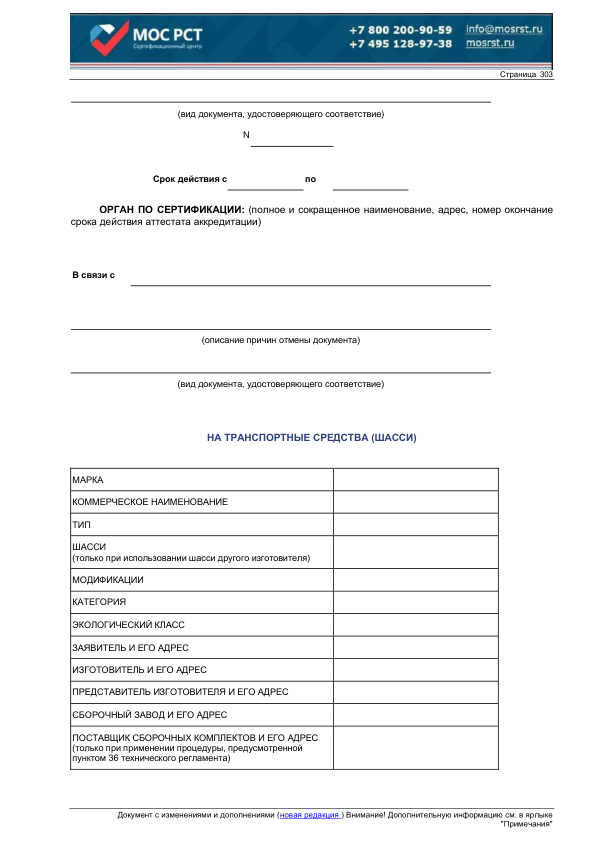 МОС РСТ
Сертификационный центр
+7 800 200-90-59 info@mosrst.ru
+7 495 128-97-38 mosrst.ru
Страница 303
(вид документа, удостоверяющего соответствие)
N
Срок действия с по
ОРГАН ПО СЕРТИФИКАЦИИ: (полное и сокращенное наименование, адрес, номер окончание
срока действия аттестата аккредитации)
В связи с
(описание причин отмены документа)
(вид документа, удостоверяющего соответствие)
НА ТРАНСПОРТНЫЕ СРЕДСТВА (ШАССИ)
МАРКА
КОММЕРЧЕСКОЕ НАИМЕНОВАНИЕ
ТИП
ШАССИ
(только при использовании шасси другого изготовителя)
МОДИФИКАЦИИ
КАТЕГОРИЯ
ЭКОЛОГИЧЕСКИЙ КЛАСС
ЗАЯВИТЕЛЬ И ЕГО АДРЕС
ИЗГОТОВИТЕЛЬ И ЕГО АДРЕС
ПРЕДСТАВИТЕЛЬ ИЗГОТОВИТЕЛЯ И ЕГО АДРЕС
СБОРОЧНЫЙ ЗАВОД И ЕГО АДРЕС
ПОСТАВЩИК СБОРОЧНЫХ КОМПЛЕКТОВ И ЕГО АДРЕС
(только при применении процедуры, предусмотренной
пунктом 36 технического регламента)
Документ с изменениями и дополнениями (новая редакция ) Внимание! Дополнительную информацию см. в ярлыке
"Примечания"